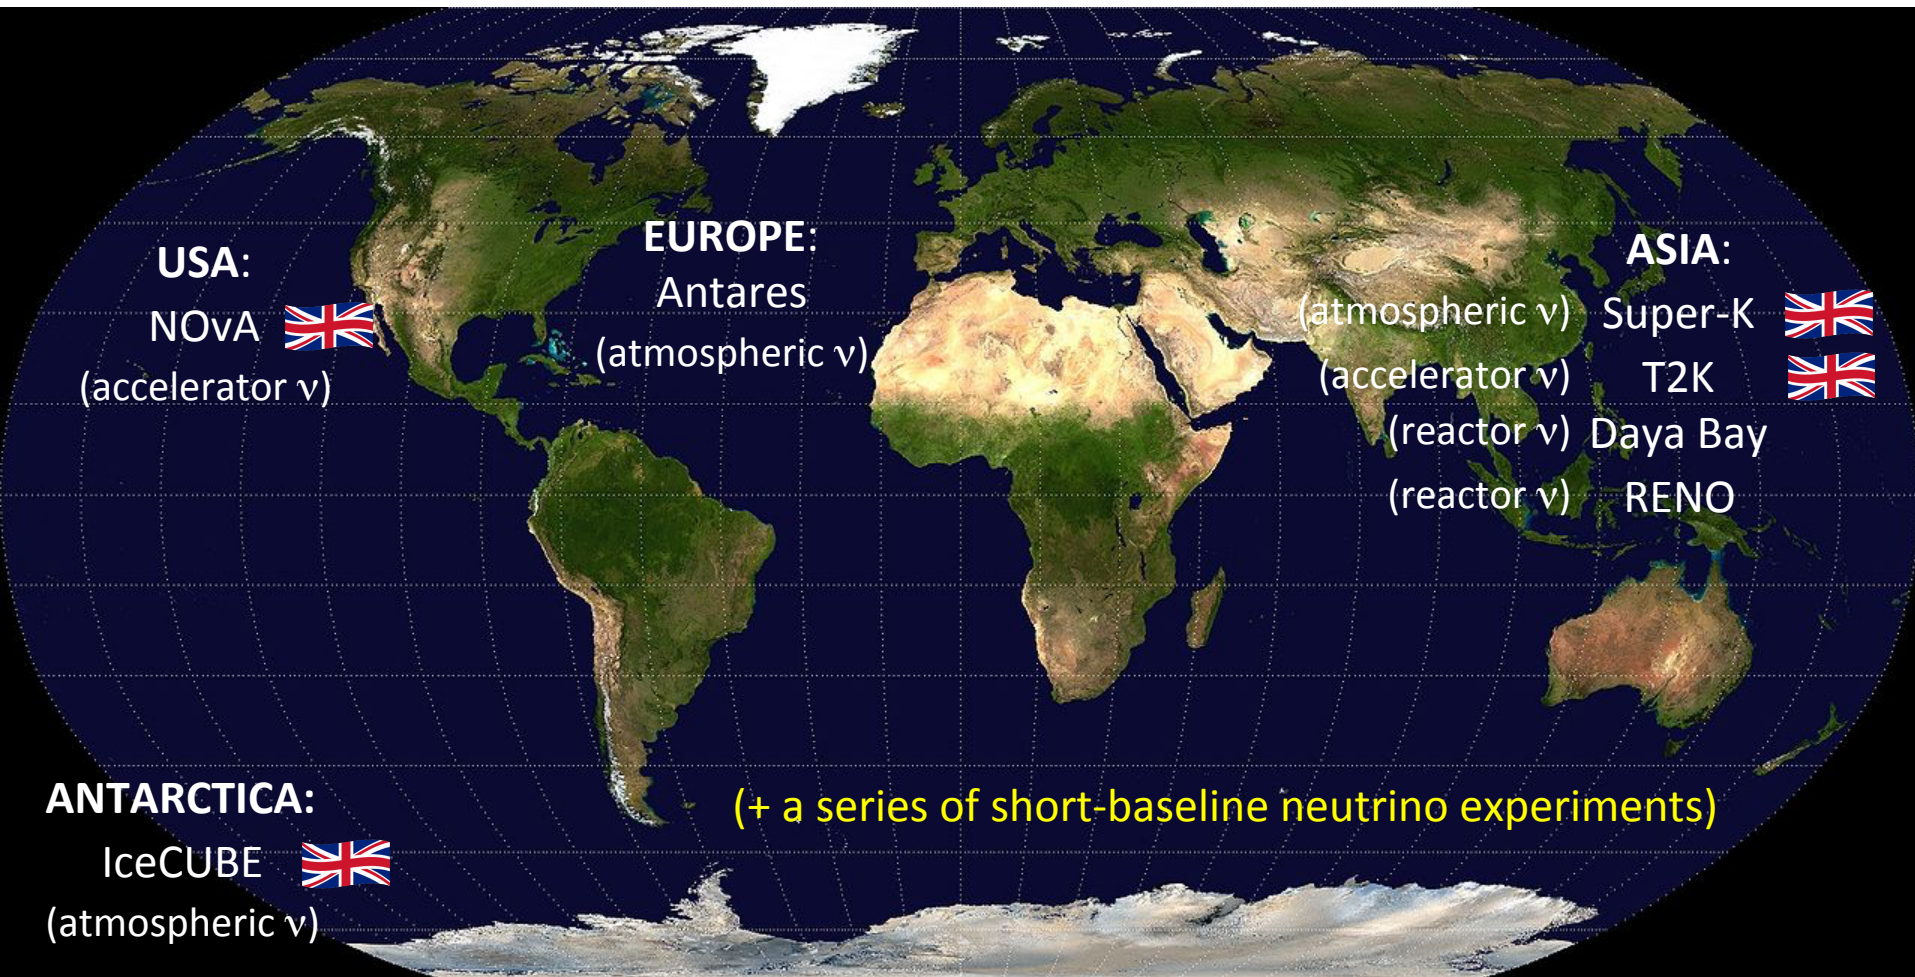 USA:
NOvA
(accelerator ν)
EUROPE:
Antares
(atmospheric ν)
ASIA:
(atmospheric ν) Super-K
(accelerator ν) T2K
(reactor ν) Daya Bay
(reactor ν) RENO
ANTARCTICA:
IceCUBE
(atmospheric ν)
(+ a series of short-baseline neutrino experiments)